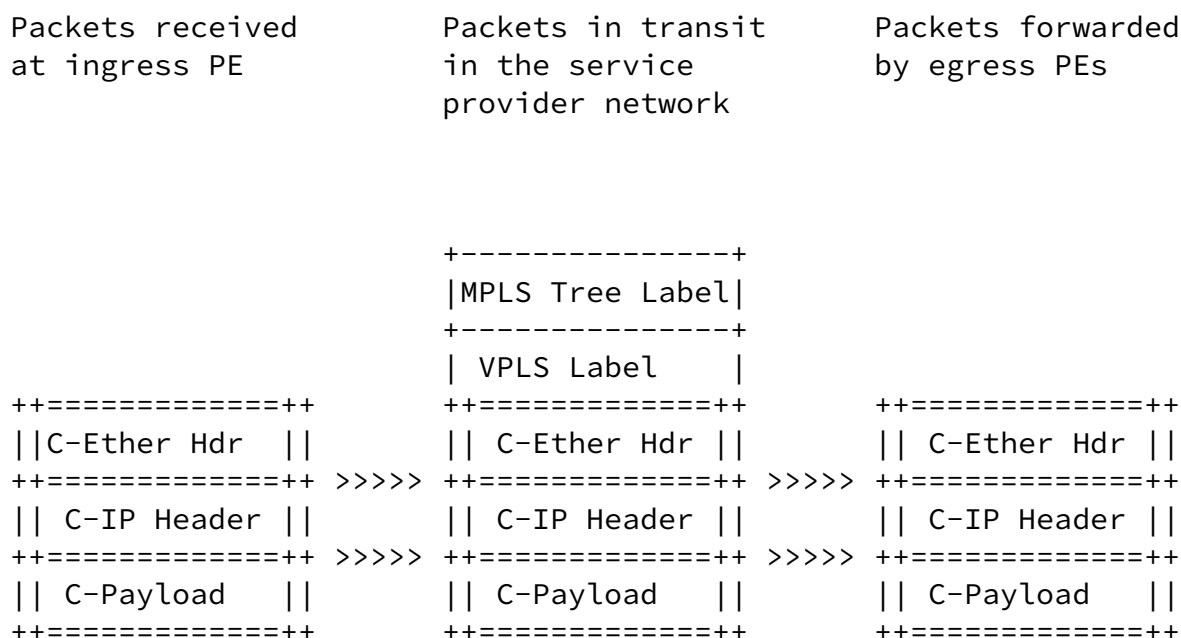 Packets received        Packets in transit      Packets forwarded
at ingress PE           in the service          by egress PEs
                        provider network

                        +---------------+
                        |MPLS Tree Label|
                        +---------------+
                        | VPLS Label    |
++=============++       ++=============++       ++=============++
||C-Ether Hdr  ||       || C-Ether Hdr ||       || C-Ether Hdr ||
++=============++ >>>>> ++=============++ >>>>> ++=============++
|| C-IP Header ||       || C-IP Header ||       || C-IP Header ||
++=============++ >>>>> ++=============++ >>>>> ++=============++
|| C-Payload   ||       || C-Payload   ||       || C-Payload   ||
++=============++       ++=============++       ++=============++